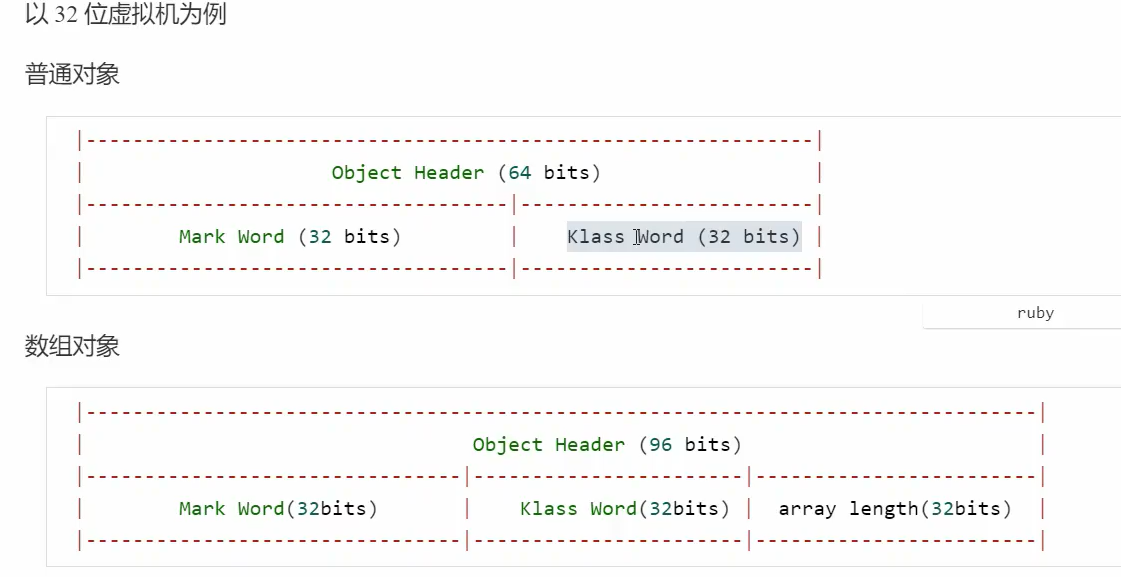 以 32 位虚拟机为例
普通对象
|--------------------------------------------------------------|
| Object Header (64 bits) |
|------------------------------------|-------------------------|
| Mark Word (32 bits) | Klass Word (32 bits) |
|------------------------------------|-------------------------|
ruby
数组对象
|---------------------------------------------------------------------------------|
| Object Header (96 bits) |
|--------------------------------|-----------------------|------------------------|
| Mark Word(32bits) | Klass Word(32bits) | array length(32bits) |
|--------------------------------|-----------------------|------------------------|